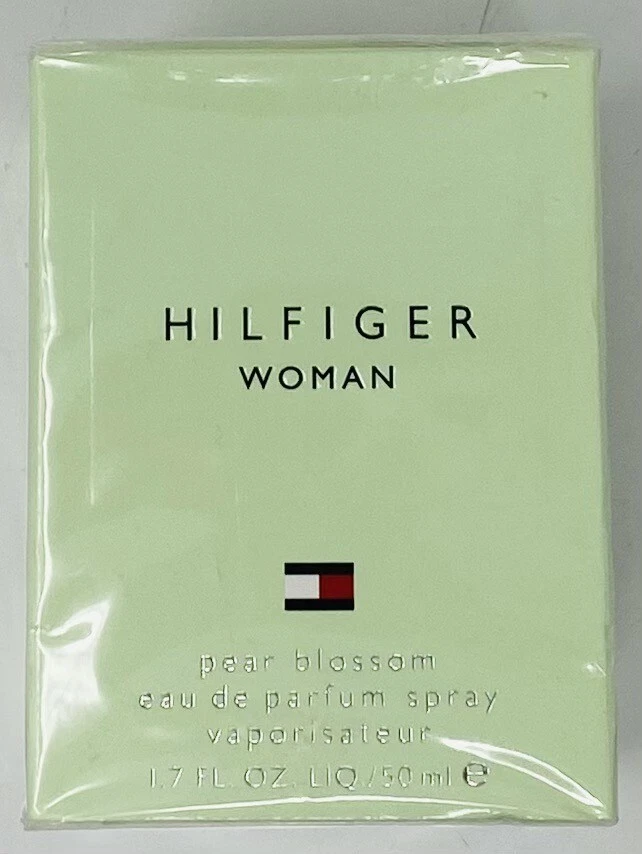 HILFIGER
WOMAN
pear blossom
eau de parfum spray
vaporisateur
1.7 FL. OZ. LIQ./50 ml ℮